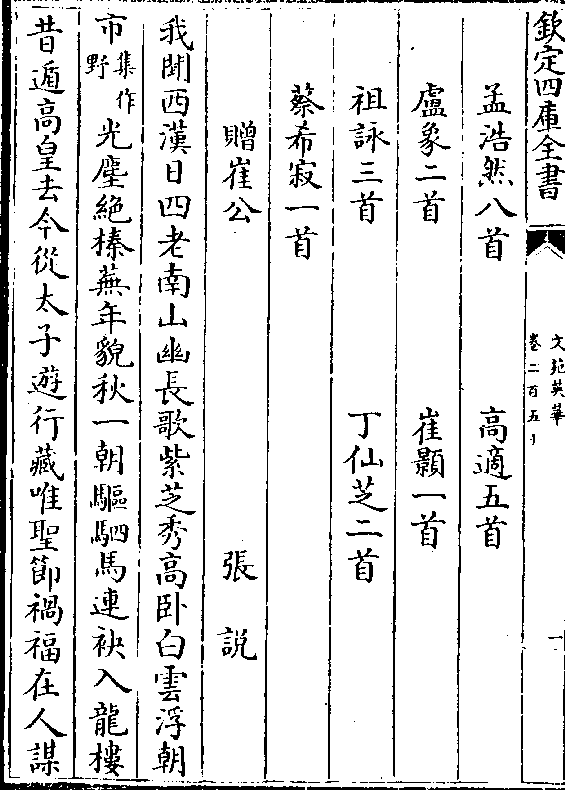 欽定四庫全書
文苑英華
卷二百五
孟浩然八首 高適五首
盧象二首 崔顥一首
祖詠三首 丁仙芝二首
蔡希寂一首
贈崔公 張說
我聞西漢日四老南山幽長歌紫芝秀高卧白雲浮朝
市集作野光塵絶榛蕪年貌秋一朝驅駟馬連袂入龍樓
昔遁高皇去今從太子遊行藏唯聖節禍福在人謀